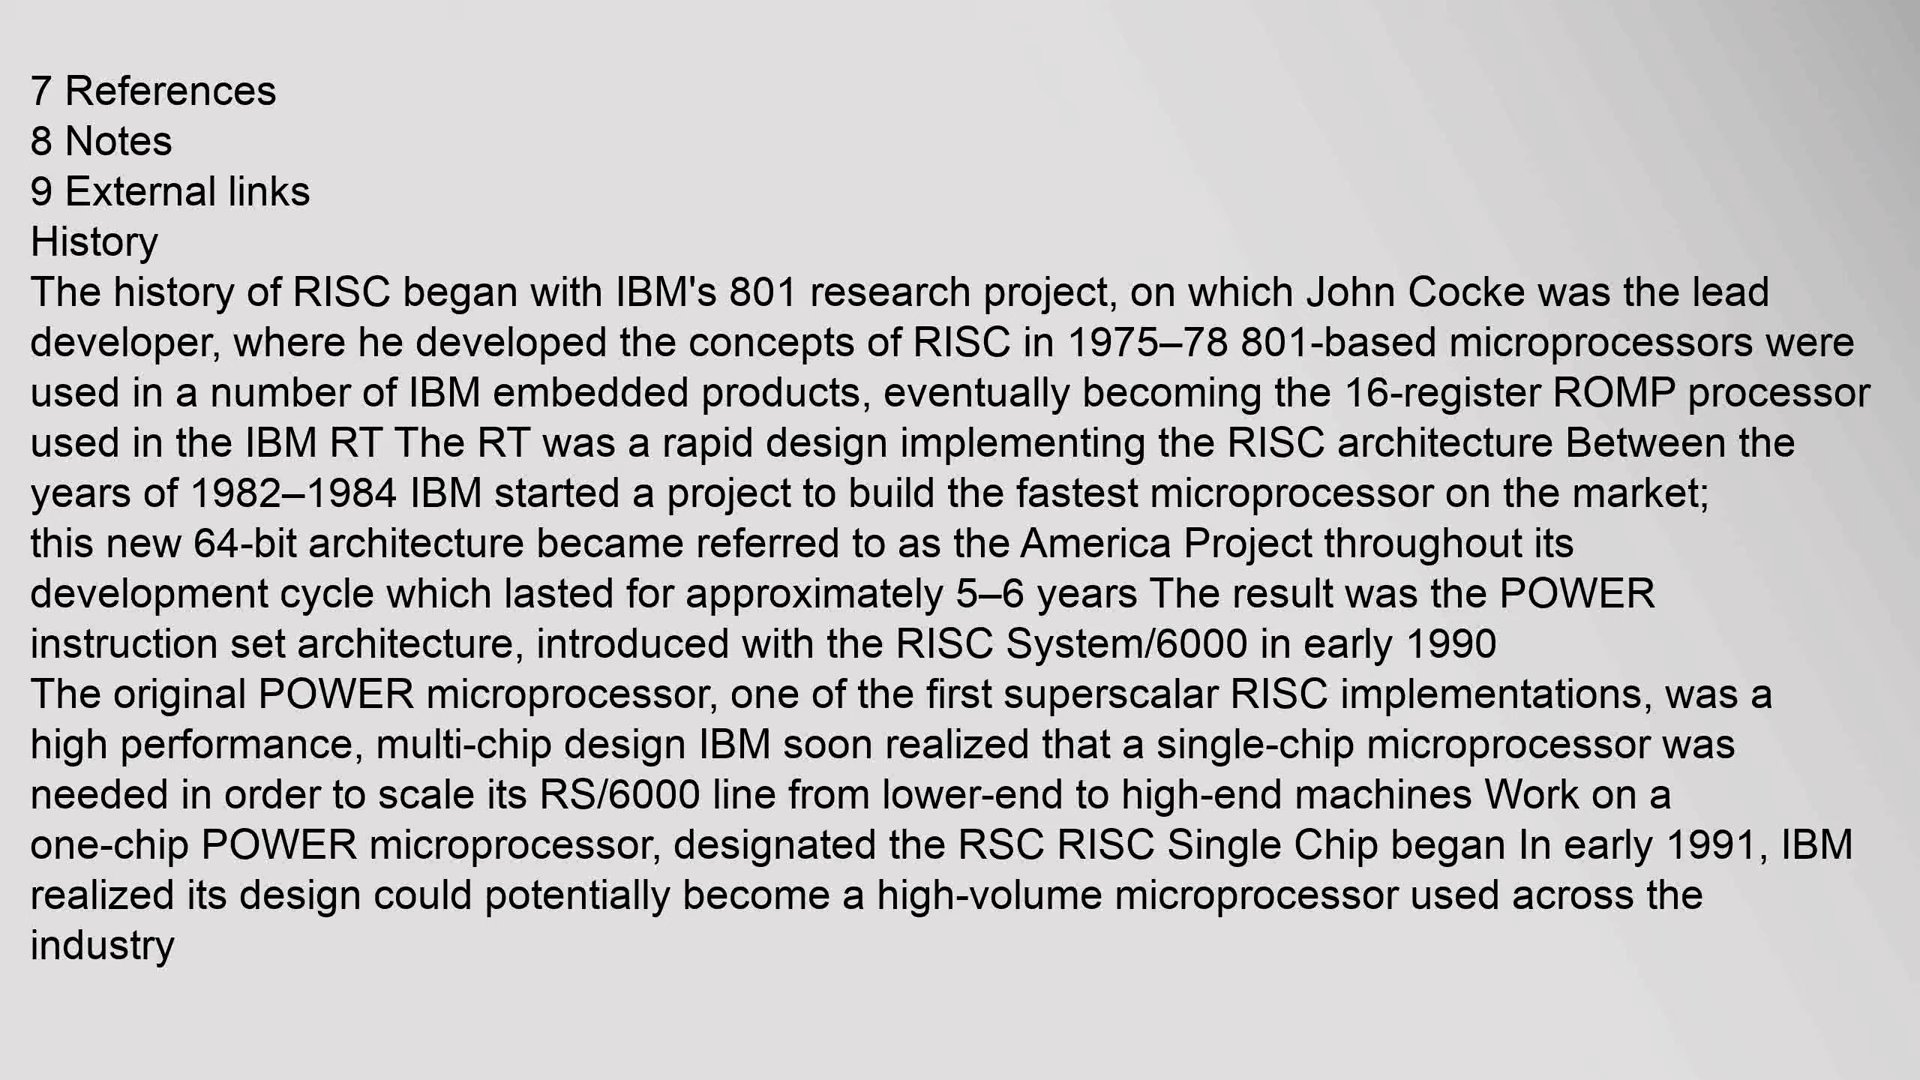 7 References
8 Notes
9 External links
History
The history of RISC began with IBM's 801 research project, on which John Cocke was the lead
developer, where he developed the concepts of RISC in 1975–78 801-based microprocessors were
used in a number of IBM embedded products, eventually becoming the 16-register ROMP processor
used in the IBM RT The RT was a rapid design implementing the RISC architecture Between the
years of 1982–1984 IBM started a project to build the fastest microprocessor on the market;
this new 64-bit architecture became referred to as the America Project throughout its
development cycle which lasted for approximately 5–6 years The result was the POWER
instruction set architecture, introduced with the RISC System/6000 in early 1990
The original POWER microprocessor, one of the first superscalar RISC implementations, was a
high performance, multi-chip design IBM soon realized that a single-chip microprocessor was
needed in order to scale its RS/6000 line from lower-end to high-end machines Work on a
one-chip POWER microprocessor, designated the RSC RISC Single Chip began In early 1991, IBM
realized its design could potentially become a high-volume microprocessor used across the
industry